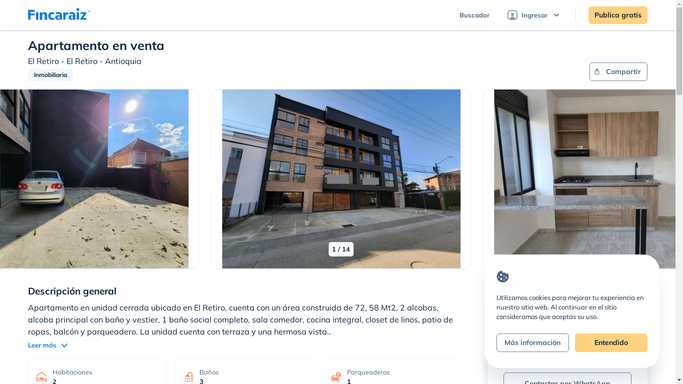 Fincaraiz
Buscador
Ingresar
Publica gratis
Apartamento en venta
El Retiro - El Retiro - Antioquia
Inmobiliaria
Compartir
1 / 14
Descripción general
Apartamento en unidad cerrada ubicado en El Retiro, cuenta con un área construida de 72, 58 Mt2, 2 alcobas,
alcoba principal con baño y vestier, 1 baño social completo, sala comedor, cocina integral, closet de linos, patio de
ropas, balcón y parqueadero. La unidad cuenta con terraza y una hermosa vista..
Leer más
Habitaciones
2
Baños
3
Parqueaderos
1
Utilizamos cookies para mejorar tu experiencia en
nuestro sitio web. Al continuar en el sitio
consideramos que aceptas su uso.
Más información
Entendido
Contactar por WhatsApp